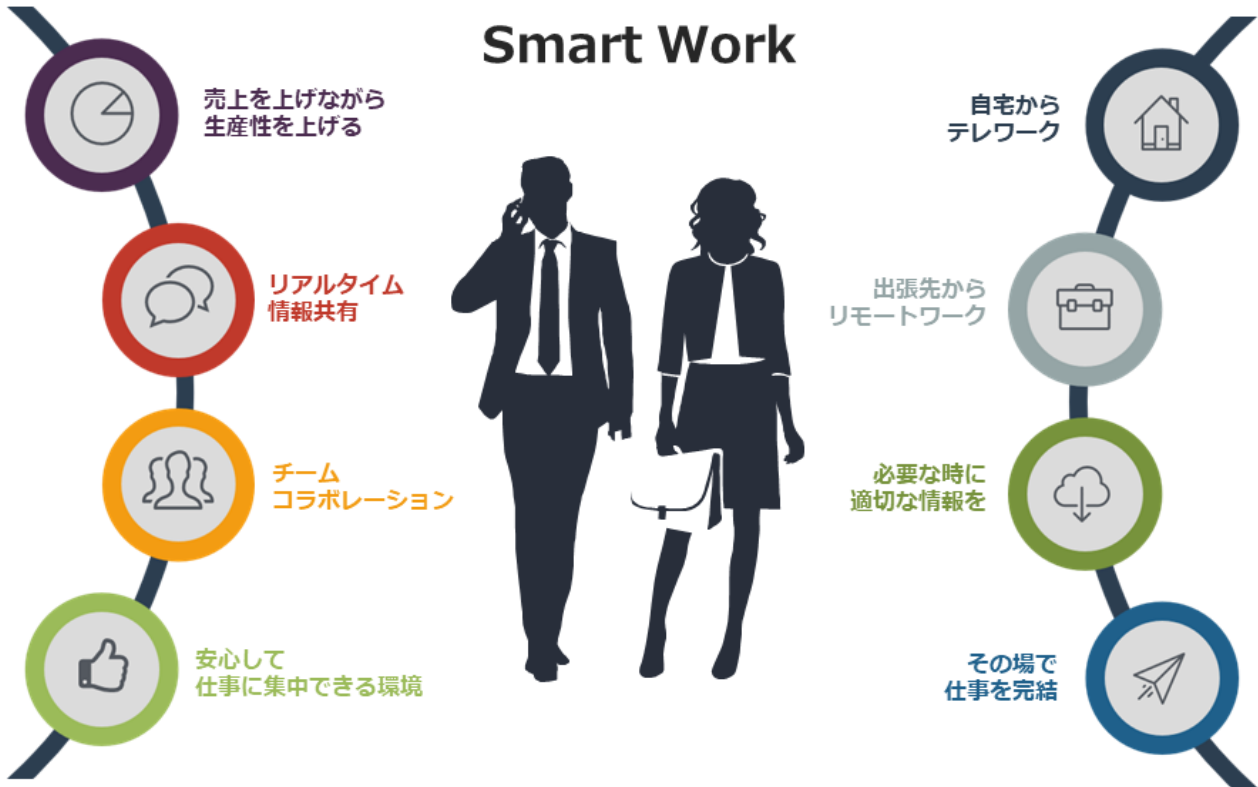 Smart Work
売上を上げながら
生産性を上げる
リアルタイム
情報共有
チーム
コラボレーション
安心して
仕事に集中できる環境
自宅から
テレワーク
出張先から
リモートワーク
必要な時に
適切な情報を
その場で
仕事を完結